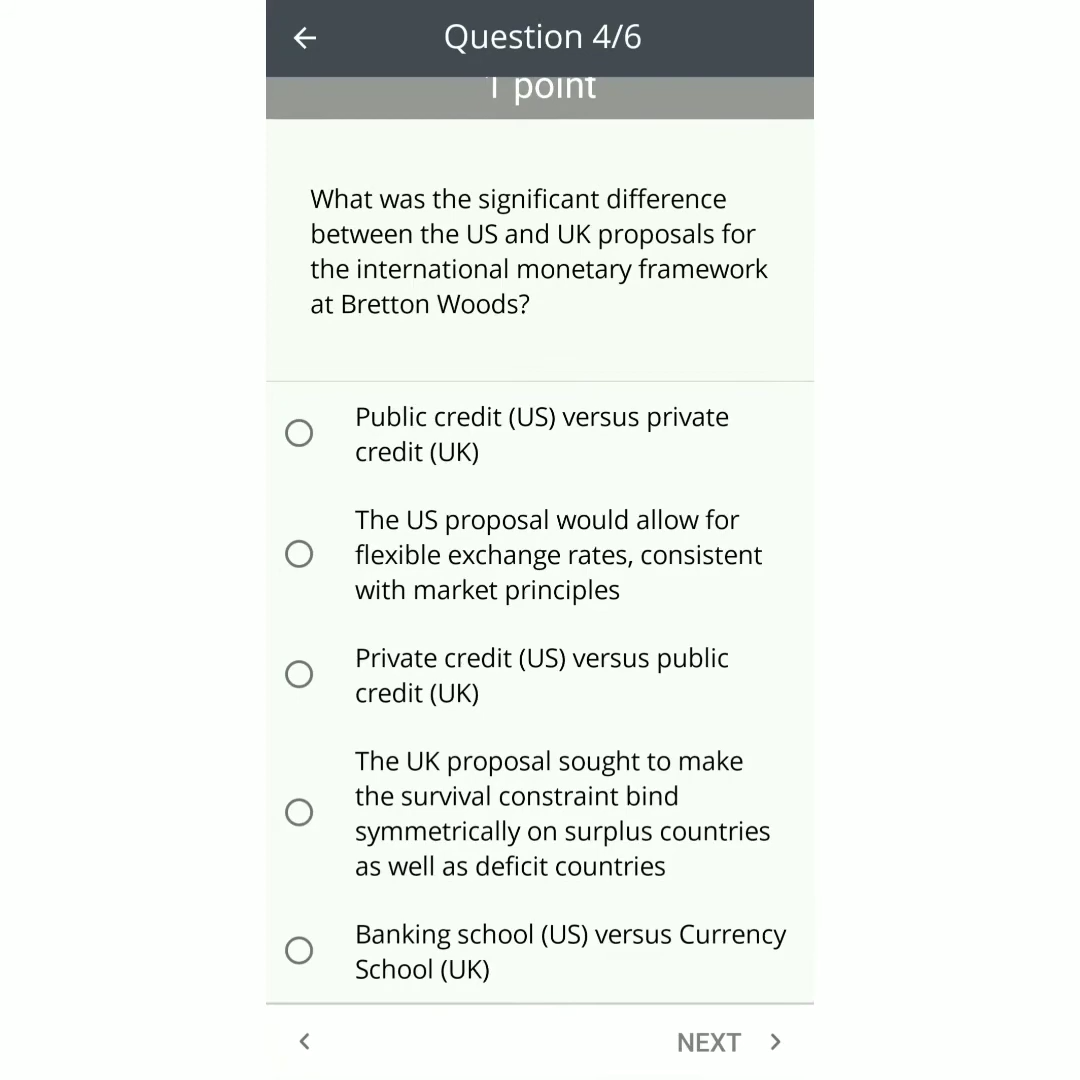 Question 4/6
1 point
What was the significant difference
between the US and UK proposals for
the international monetary framework
at Bretton Woods?
Public credit (US) versus private
credit (UK)
The US proposal would allow for
flexible exchange rates, consistent
with market principles
Private credit (US) versus public
credit (UK)
The UK proposal sought to make
the survival constraint bind
symmetrically on surplus countries
as well as deficit countries
Banking school (US) versus Currency
School (UK)
NEXT